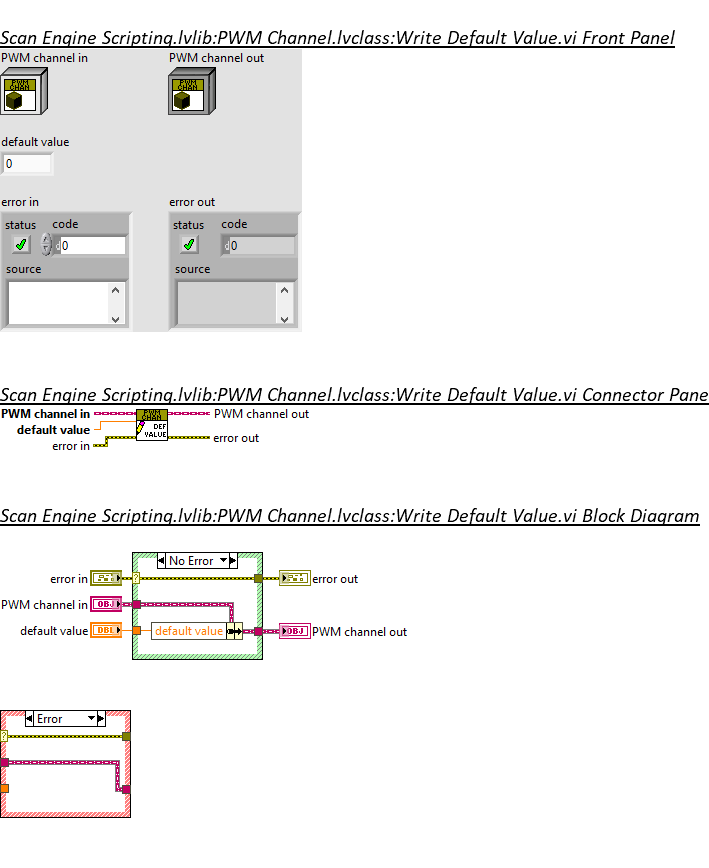 Scan Engine Scripting.lvlib:PWM Channel.lvclass:Write Default Value.vi Front Panel
PWM channel in PWM channel out
PWM CHAN PWM CHAN
default value
0
error in error out
status code status code
d 0 d 0
source source
Scan Engine Scripting.lvlib:PWM Channel.lvclass:Write Default Value.vi Connector Pane
PWM channel in PWM CHAN PWM channel out
default value DEF
error in VALUE error out
Scan Engine Scripting.lvlib:PWM Channel.lvclass:Write Default Value.vi Block Diagram
No Error
error in ? error out
PWM channel in OBJ
default value DBL default value OBJ PWM channel out
Error
?